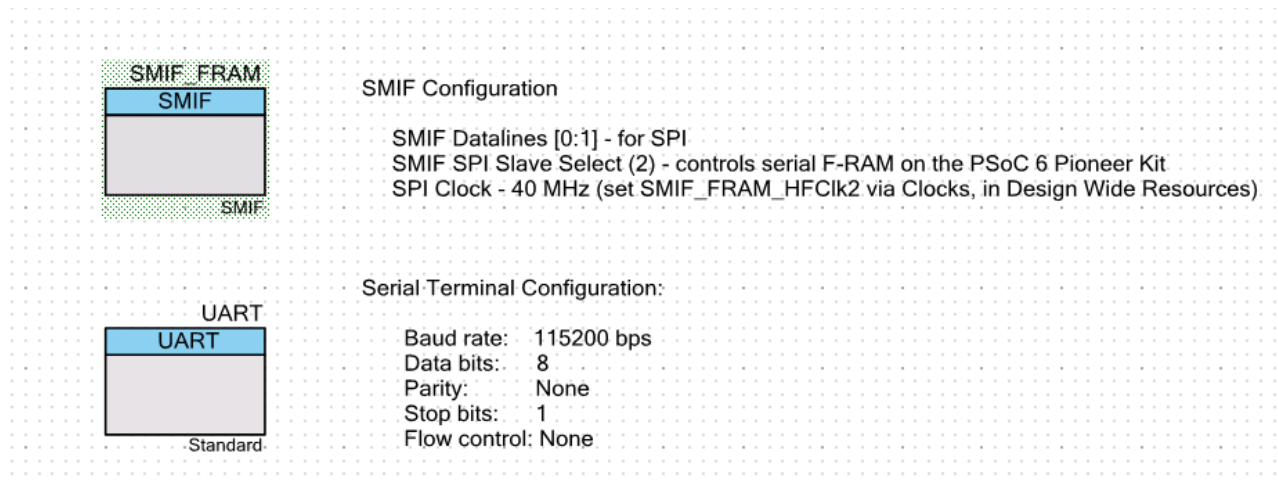 SMIF_FRAM
SMIF
SMIF
SMIF Configuration
SMIF Datalines [0:1] - for SPI
SMIF SPI Slave Select (2) - controls serial F-RAM on the PSoC 6 Pioneer Kit
SPI Clock - 40 MHz (set SMIF_FRAM_HFClk2 via Clocks, in Design Wide Resources)
UART
UART
Standard
Serial Terminal Configuration:
Baud rate: 115200 bps
Data bits: 8
Parity: None
Stop bits: 1
Flow control: None